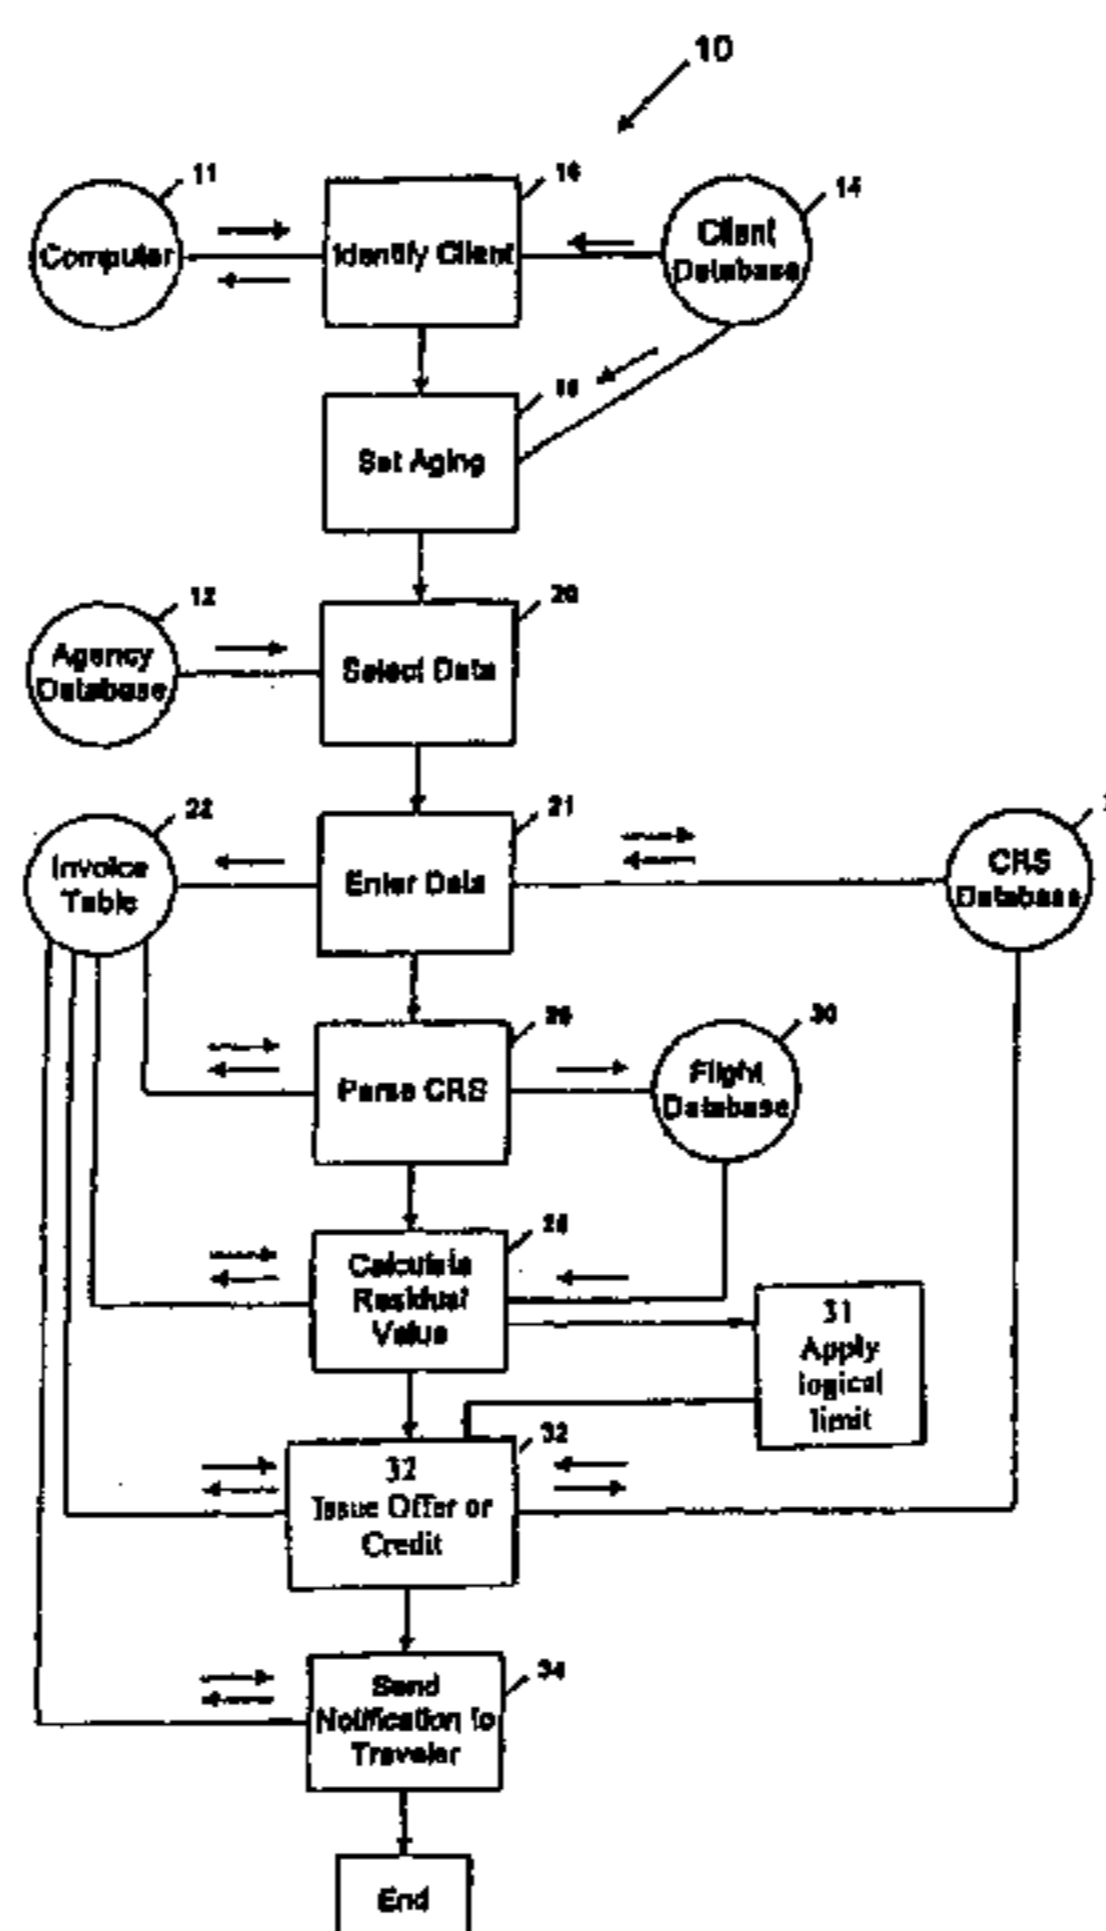 10
11
Computer
Identify Client
14
Client
Database
Set Aging
12
Agency
Database
20
Select Data
22
Invoice
Table
21
Enter Data
CRS
Database
Parse CRS
30
Flight
Database
Calculate
Residual
Value
31
Apply
logical
limit
32
32
Issue Offer or
Credit
34
Send
Notification to
Traveler
End